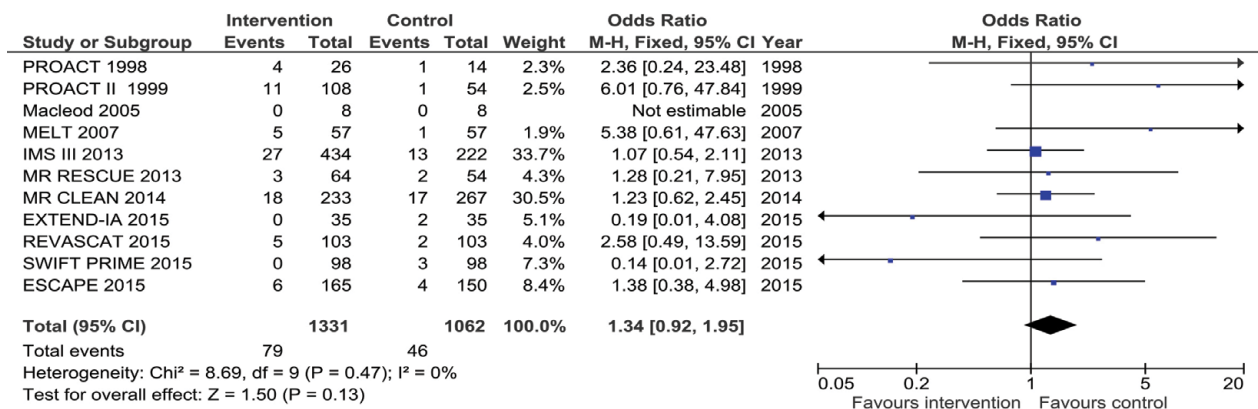 Intervention Control Odds Ratio Odds Ratio
Study or Subgroup Events Total Events Total Weight M-H, Fixed, 95% CI Year M-H, Fixed, 95% CI
PROACT 1998 4 26 1 14 2.3% 2.36 [0.24, 23.48] 1998
PROACT II 1999 11 108 1 54 2.5% 6.01 [0.76, 47.84] 1999
Macleod 2005 0 8 0 8 Not estimable 2005
MELT 2007 5 57 1 57 1.9% 5.38 [0.61, 47.63] 2007
IMS III 2013 27 434 13 222 33.7% 1.07 [0.54, 2.11] 2013
MR RESCUE 2013 3 64 2 54 4.3% 1.28 [0.21, 7.95] 2013
MR CLEAN 2014 18 233 17 267 30.5% 1.23 [0.62, 2.45] 2014
EXTEND-IA 2015 0 35 2 35 5.1% 0.19 [0.01, 4.08] 2015
REVASCAT 2015 5 103 2 103 4.0% 2.58 [0.49, 13.59] 2015
SWIFT PRIME 2015 0 98 3 98 7.3% 0.14 [0.01, 2.72] 2015
ESCAPE 2015 6 165 4 150 8.4% 1.38 [0.38, 4.98] 2015
Total (95% CI) 1331 1062 100.0% 1.34 [0.92, 1.95]
Total events 79 46
Heterogeneity: Chi² = 8.69, df = 9 (P = 0.47); I² = 0%
Test for overall effect: Z = 1.50 (P = 0.13)
0.05 0.2 1 5 20
Favours intervention Favours control